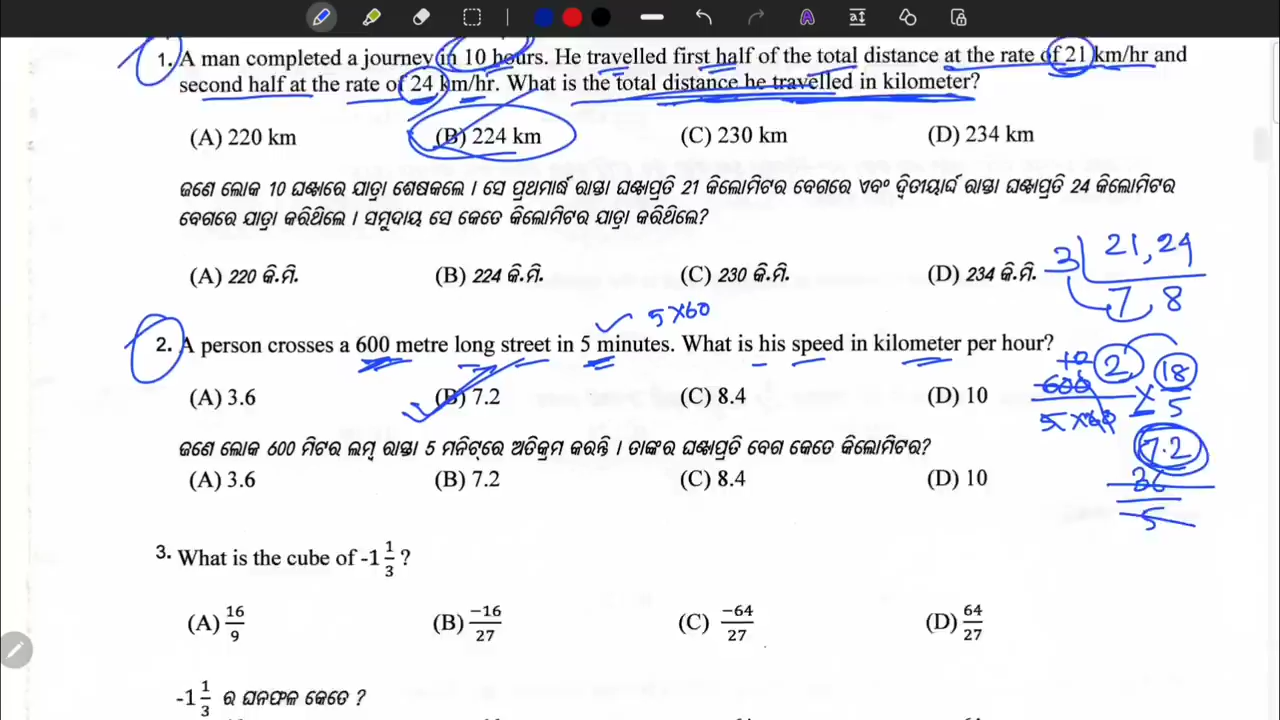 1. A man completed a journey in 10 hours. He travelled first half of the total distance at the rate of 21 km/hr and
second half at the rate of 24 km/hr. What is the total distance he travelled in kilometer?
(A) 220 km (B) 224 km (C) 230 km (D) 234 km
ଜଣେ ଲୋକ 10 ଘଣ୍ଟାରେ ଯାତ୍ରା ଶେଷକଲେ । ସେ ପ୍ରଥମାର୍ଦ୍ଧ ରାସ୍ତା ଘଣ୍ଟାପ୍ରତି 21 କିଲୋମିଟର ବେଗରେ ଏବଂ ଦ୍ୱିତୀୟାର୍ଦ୍ଧ ରାସ୍ତା ଘଣ୍ଟାପ୍ରତି 24 କିଲୋମିଟର
ବେଗରେ ଯାତ୍ରା କରିଥିଲେ । ସମୁଦାୟ ସେ କେତେ କିଲୋମିଟର ଯାତ୍ରା କରିଥିଲେ?
21, 24
(A) 220 କି.ମି. (B) 224 କି.ମି. (C) 230 କି.ମି. (D) 234 କି.ମି. 3
7 8
5×60
2. A person crosses a 600 metre long street in 5 minutes. What is his speed in kilometer per hour?
10 2 18
600 ×
(A) 3.6 (B) 7.2 (C) 8.4 (D) 10
5×60 5
ଜଣେ ଲୋକ 600 ମିଟର ଲମ୍ବ ରାସ୍ତା 5 ମିନିଟ୍‌ରେ ଅତିକ୍ରମ କରନ୍ତି । ତାଙ୍କର ଘଣ୍ଟାପ୍ରତି ବେଗ କେତେ କିଲୋମିଟର?
7.2
(A) 3.6 (B) 7.2 (C) 8.4 (D) 10
36
5
3. What is the cube of -1 1/3 ?
(A) 16/9 (B) -16/27 (C) -64/27 (D) 64/27
-1 1/3 ର ଘନଫଳ କେତେ ?